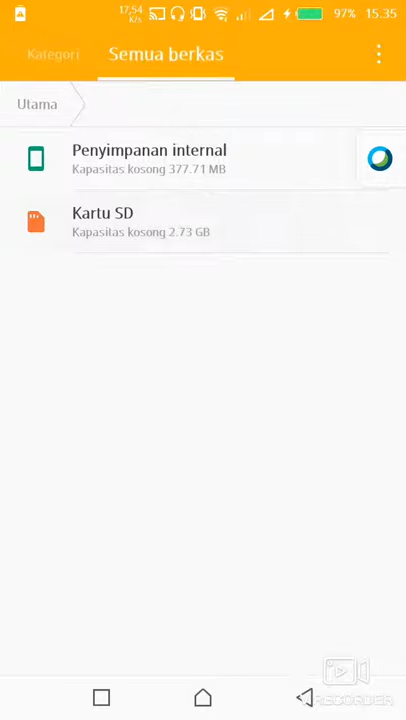 17,54
K/s
97%
15.35
Kategori
Semua berkas
Utama
Penyimpanan internal
Kapasitas kosong 377.71 MB
Kartu SD
Kapasitas kosong 2.73 GB
RECORDER